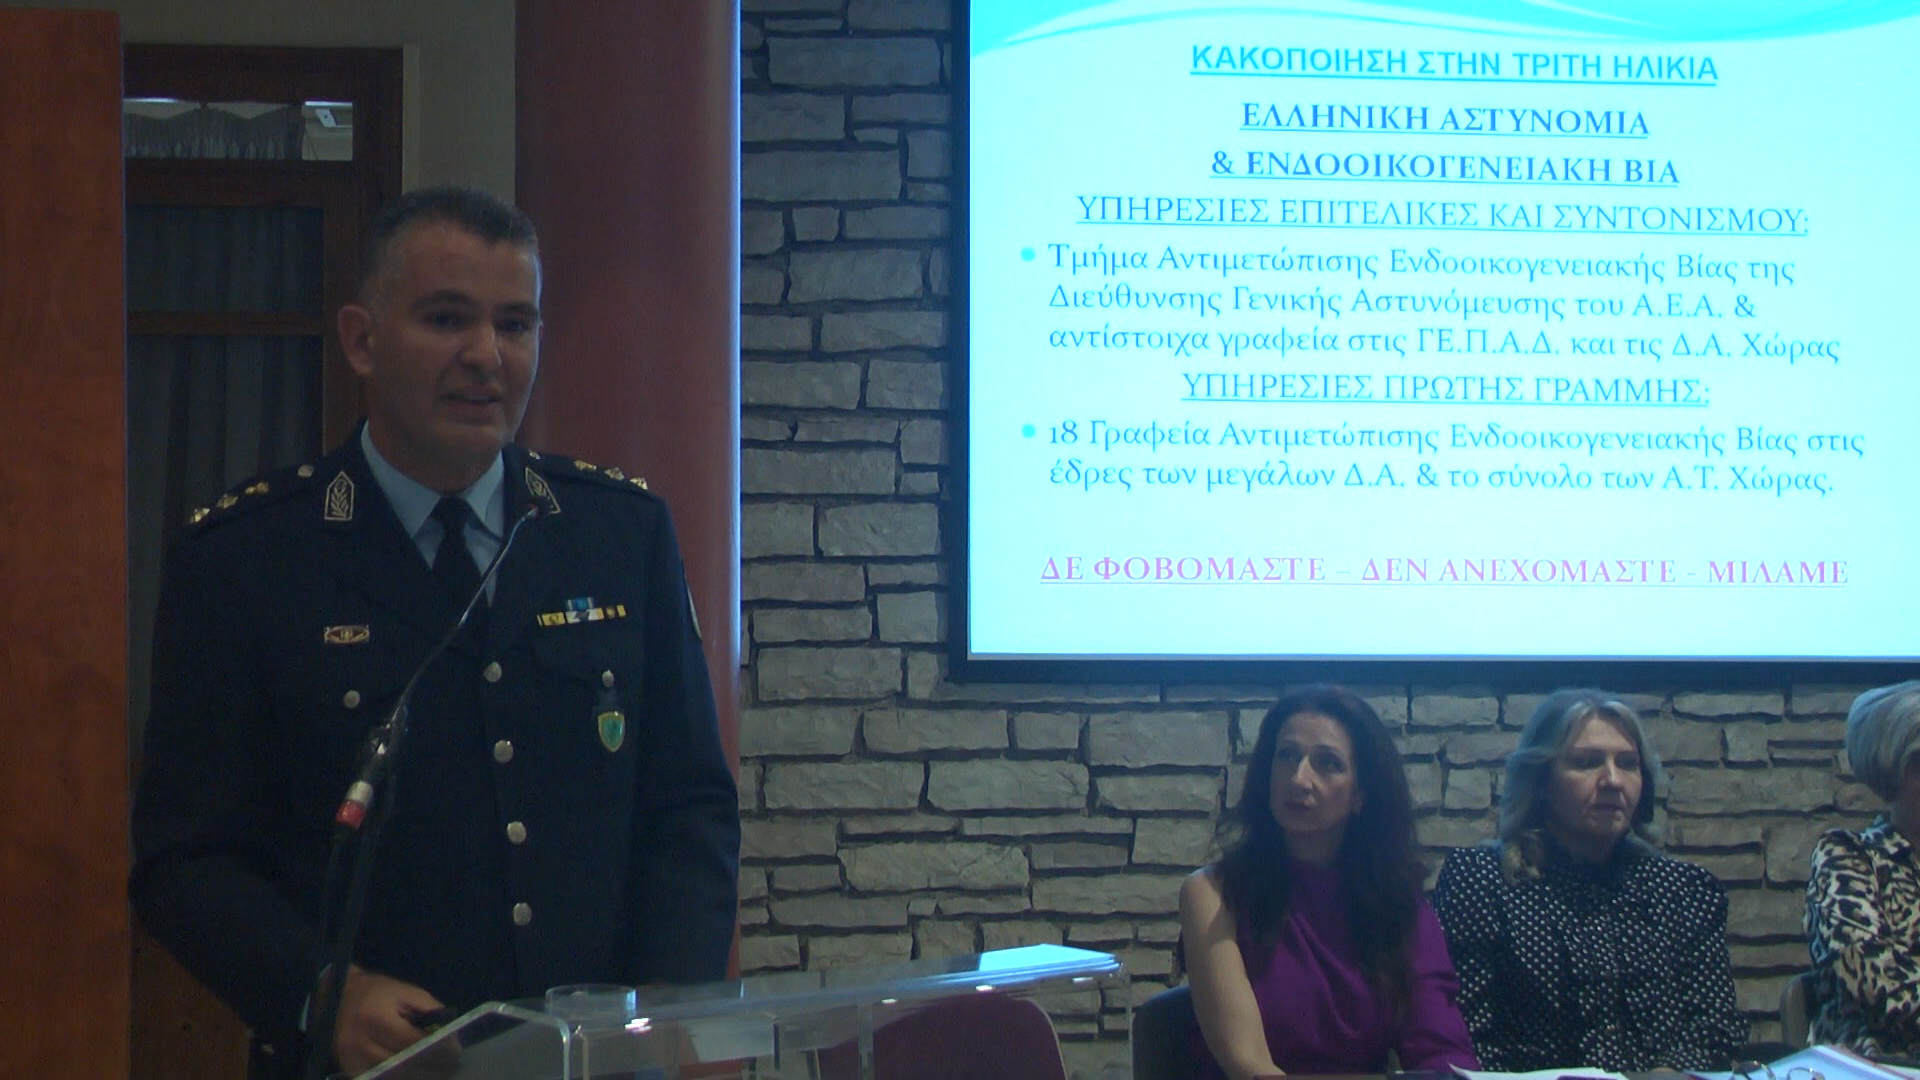 ΚΑΚΟΠΟΙΗΣΗ ΣΤΗΝ ΤΡΙΤΗ ΗΛΙΚΙΑ
ΕΛΛΗΝΙΚΗ ΑΣΤΥΝΟΜΙΑ
& ΕΝΔΟΟΙΚΟΓΕΝΕΙΑΚΗ ΒΙΑ
ΥΠΗΡΕΣΙΕΣ ΕΠΙΤΕΛΙΚΕΣ ΚΑΙ ΣΥΝΤΟΝΙΣΜΟΥ:
• Τμήμα Αντιμετώπισης Ενδοοικογενειακής Βίας της
Διεύθυνσης Γενικής Αστυνόμευσης του Α.Ε.Α. &
αντίστοιχα γραφεία στις ΓΕ.Π.Α.Δ. και τις Δ.Α. Χώρας
ΥΠΗΡΕΣΙΕΣ ΠΡΩΤΗΣ ΓΡΑΜΜΗΣ:
• 18 Γραφεία Αντιμετώπισης Ενδοοικογενειακής Βίας στις
έδρες των μεγάλων Δ.Α. & το σύνολο των Α.Τ. Χώρας.
ΔΕ ΦΟΒΟΜΑΣΤΕ – ΔΕΝ ΑΝΕΧΟΜΑΣΤΕ - ΜΙΛΑΜΕ